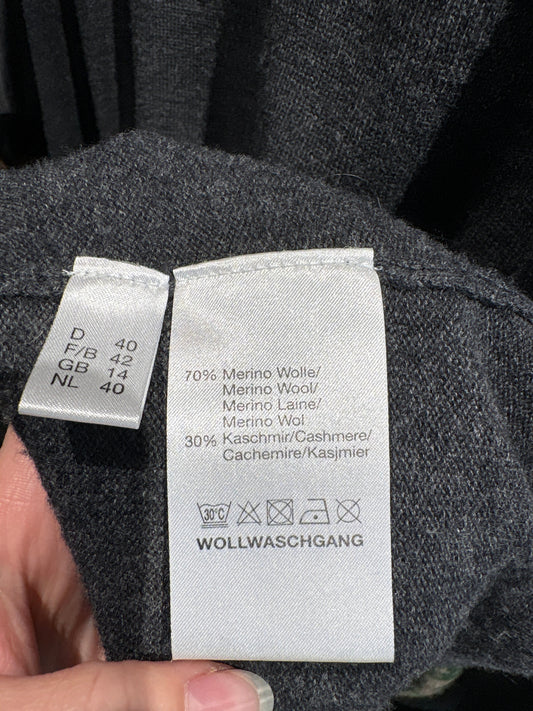 D 40
F/B 42
GB 14
NL 40
70% Merino Wolle/
Merino Wool/
Merino Laine/
Merino Wol
30% Kaschmir/Cashmere/
Cachemire/Kasjmier
30°C
WOLLWASCHGANG